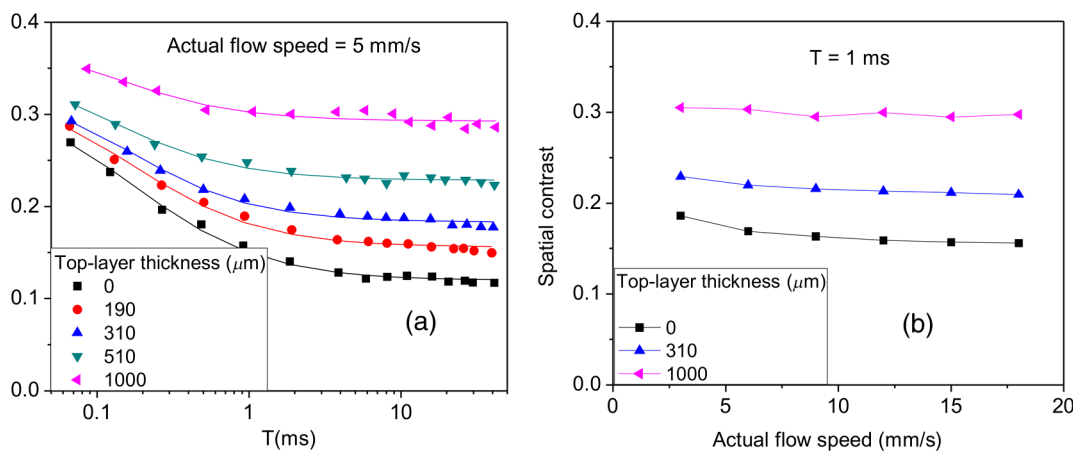 0.4
0.3
0.2
0.1
0.0
Actual flow speed = 5 mm/s
Top-layer thickness (μm)
0
190
310
510
1000
(a)
0.1
1
10
T(ms)
0.4
0.3
0.2
0.1
0.0
Spatial contrast
T = 1 ms
Top-layer thickness (μm)
0
310
1000
(b)
0
5
10
15
20
Actual flow speed (mm/s)